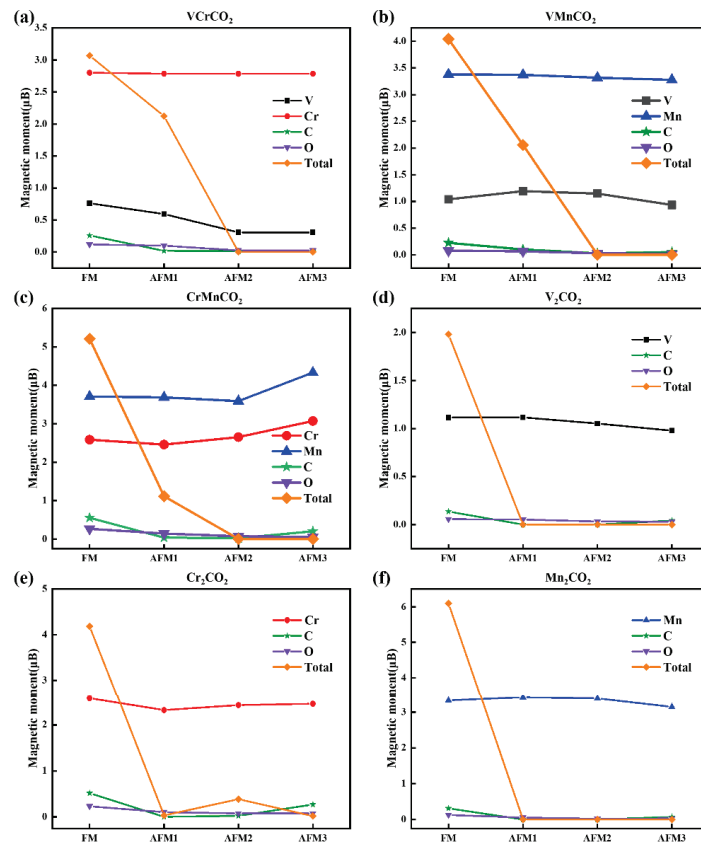 (a)
VCrCO₂
Magnetic moment(μB)
3.5
3.0
2.5
2.0
1.5
1.0
0.5
0.0
FM
AFM1
AFM2
AFM3
V
Cr
C
O
Total
(b)
VMnCO₂
Magnetic moment(μB)
4.0
3.5
3.0
2.5
2.0
1.5
1.0
0.5
0.0
FM
AFM1
AFM2
AFM3
V
Mn
C
O
Total
(c)
CrMnCO₂
Magnetic moment(μB)
6
5
4
3
2
1
0
FM
AFM1
AFM2
AFM3
Cr
Mn
C
O
Total
(d)
V₂CO₂
Magnetic moment(μB)
2.0
1.5
1.0
0.5
0.0
FM
AFM1
AFM2
AFM3
V
C
O
Total
(e)
Cr₂CO₂
Magnetic moment(μB)
5
4
3
2
1
0
FM
AFM1
AFM2
AFM3
Cr
C
O
Total
(f)
Mn₂CO₂
Magnetic moment(μB)
6
5
4
3
2
1
0
FM
AFM1
AFM2
AFM3
Mn
C
O
Total